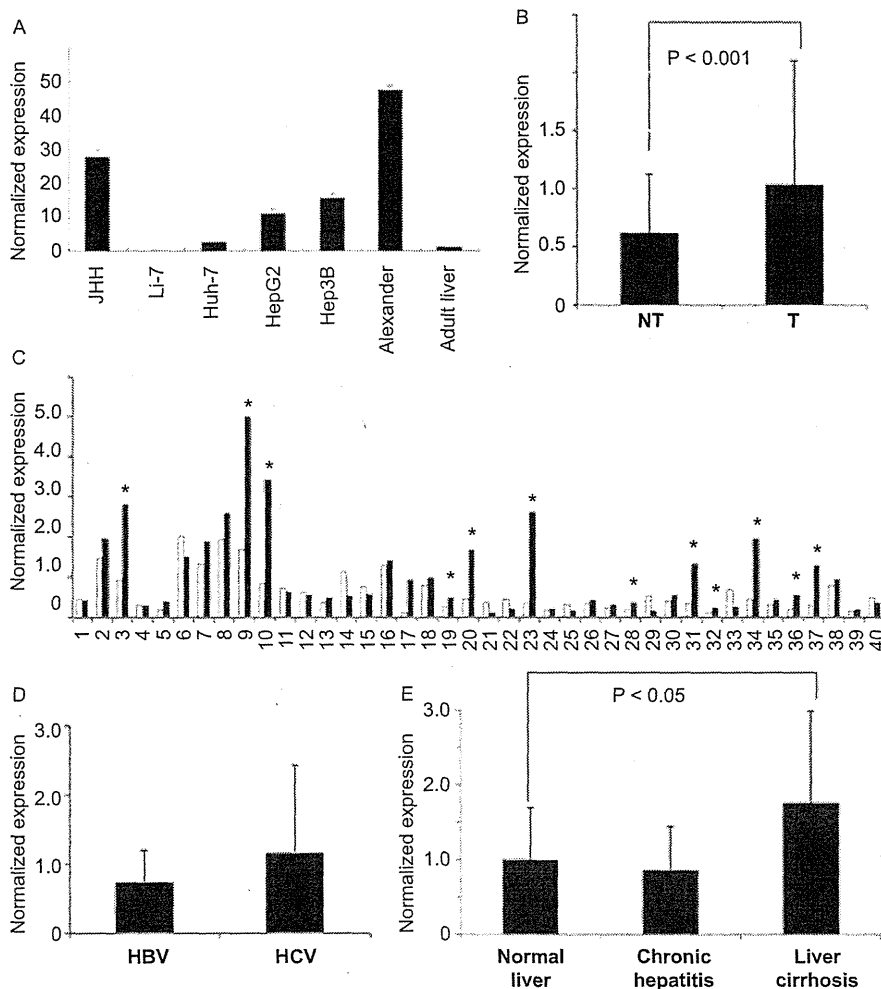 A
Normalized expression
50
40
30
20
10
0
JHH
Li-7
Huh-7
HepG2
Hep3B
Alexander
Adult liver
B
P < 0.001
Normalized expression
1.5
1.0
0.5
0
NT
T
C
Normalized expression
5.0
4.0
3.0
2.0
1.0
0
* * * * * * * * * * * *
1 2 3 4 5 6 7 8 9 10 11 12 13 14 15 16 17 18 19 20 21 22 23 24 25 26 27 28 29 30 31 32 33 34 35 36 37 38 39 40
D
Normalized expression
3.0
2.0
1.0
0
HBV
HCV
E
P < 0.05
Normalized expression
3.0
2.0
1.0
0
Normal
liver
Chronic
hepatitis
Liver
cirrhosis